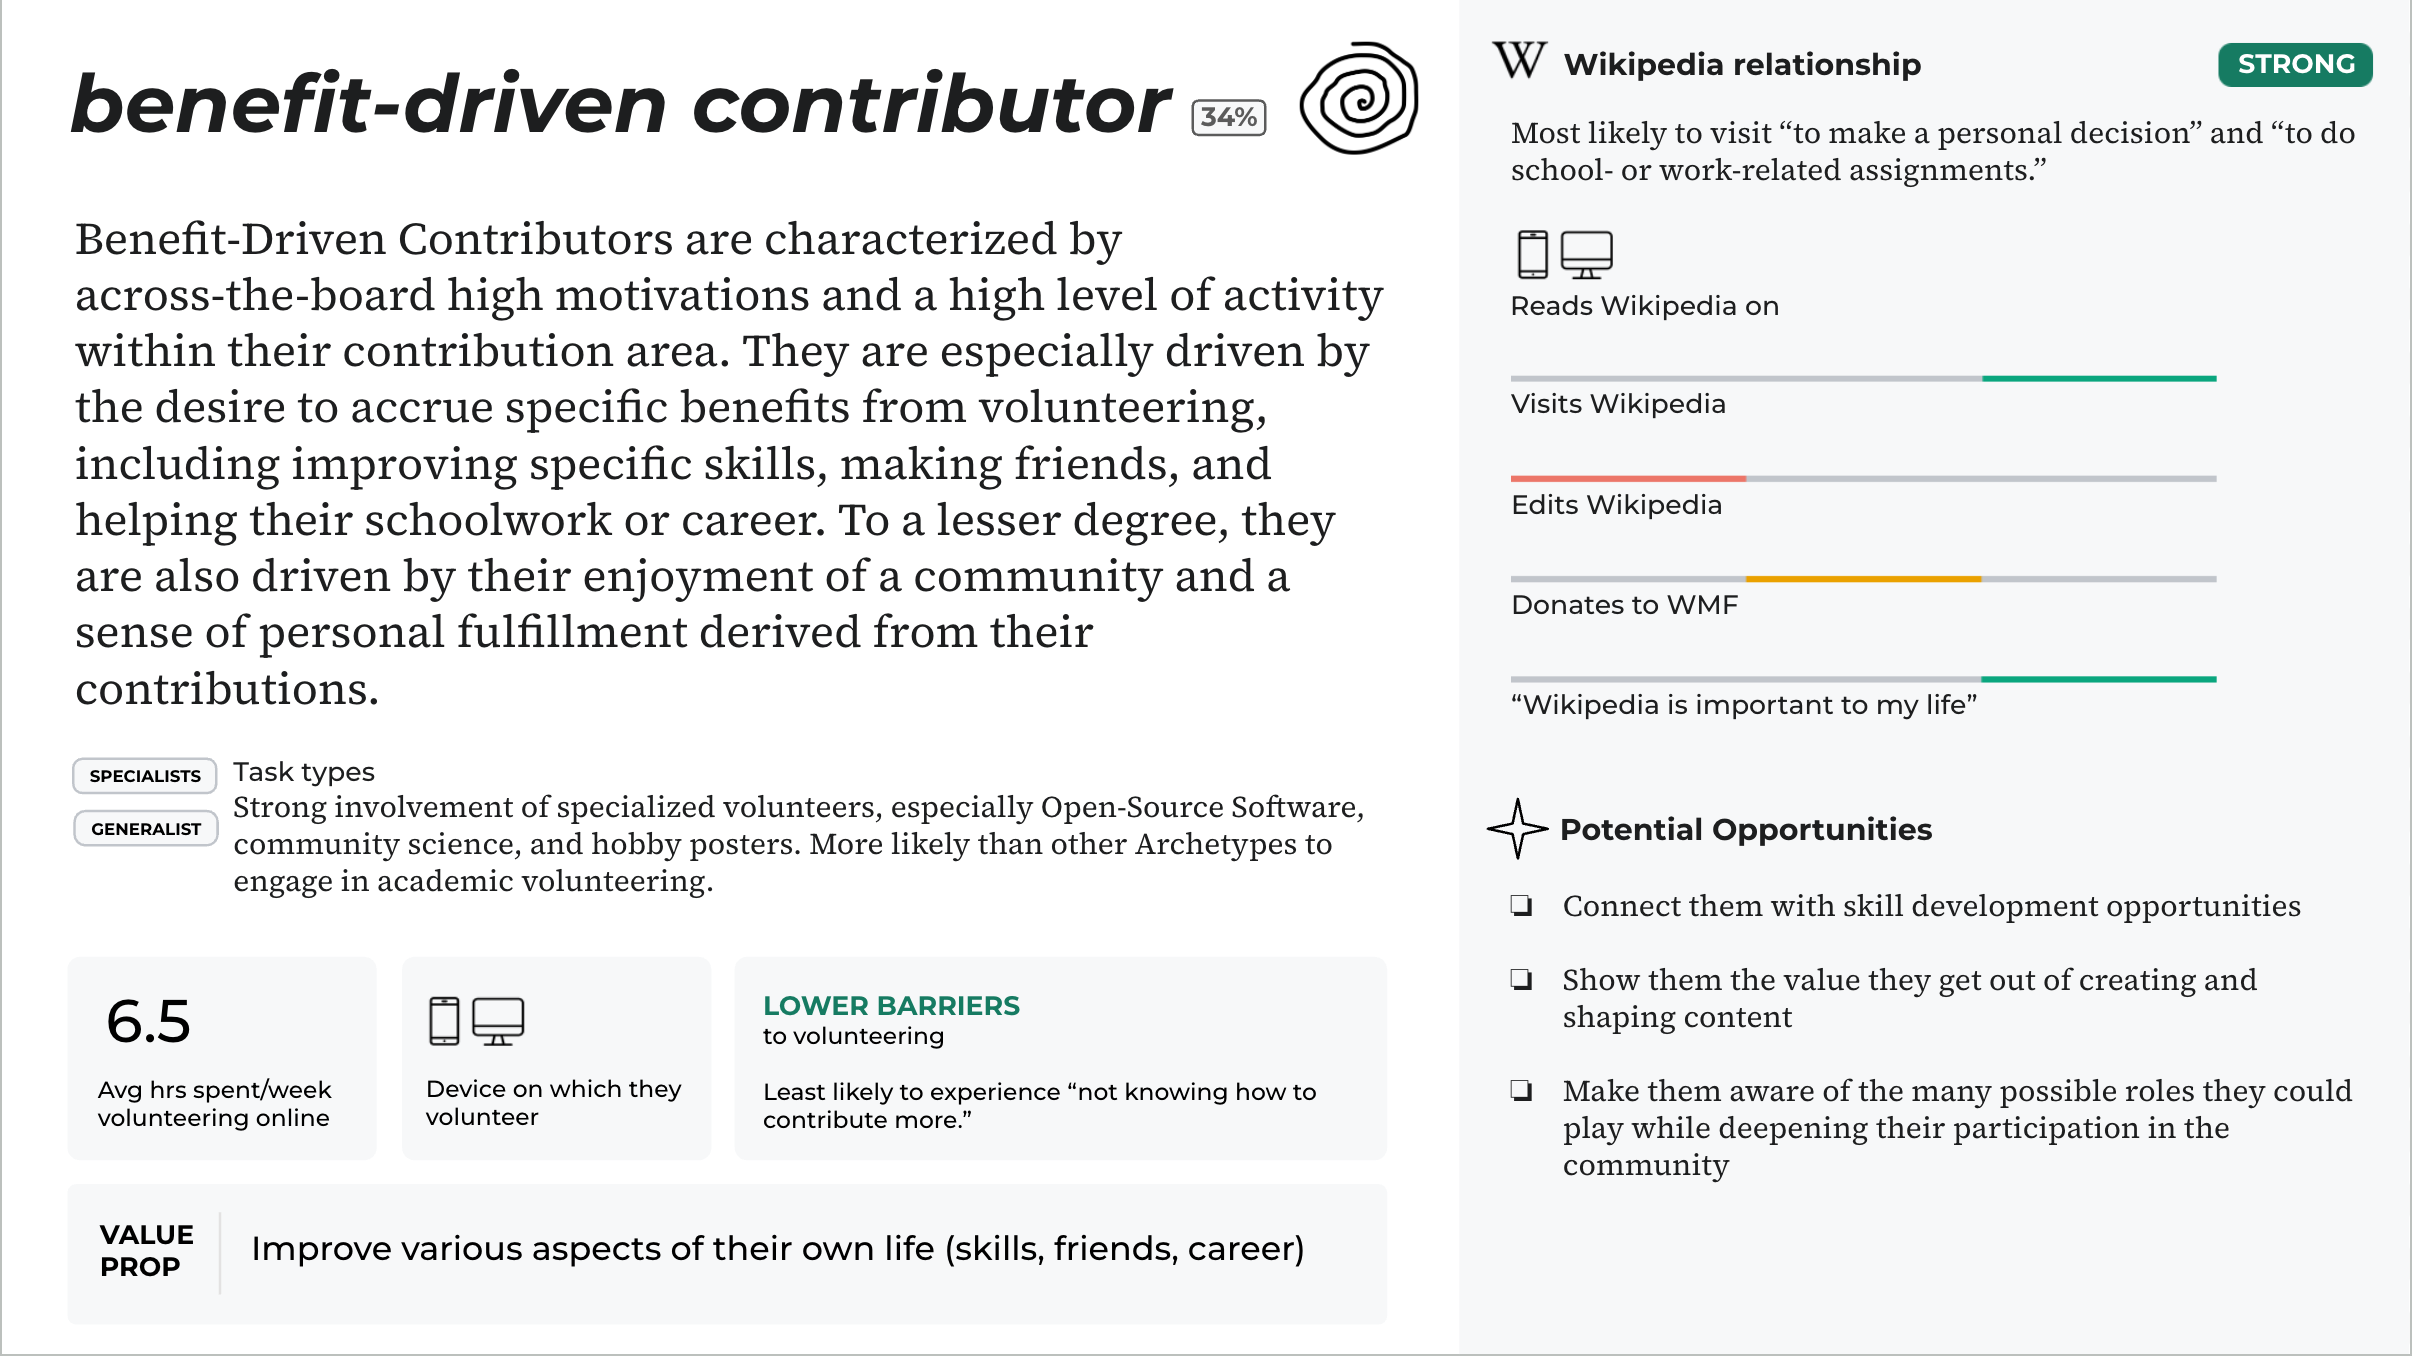 benefit-driven contributor 34%
Benefit-Driven Contributors are characterized by
across-the-board high motivations and a high level of activity
within their contribution area. They are especially driven by
the desire to accrue specific benefits from volunteering,
including improving specific skills, making friends, and
helping their schoolwork or career. To a lesser degree, they
are also driven by their enjoyment of a community and a
sense of personal fulfillment derived from their
contributions.
SPECIALISTS
GENERALIST
Task types
Strong involvement of specialized volunteers, especially Open-Source Software,
community science, and hobby posters. More likely than other Archetypes to
engage in academic volunteering.
6.5
Avg hrs spent/week
volunteering online
Device on which they
volunteer
LOWER BARRIERS
to volunteering
Least likely to experience “not knowing how to
contribute more.”
VALUE
PROP
Improve various aspects of their own life (skills, friends, career)
W Wikipedia relationship
STRONG
Most likely to visit “to make a personal decision” and “to do
school- or work-related assignments.”
Reads Wikipedia on
Visits Wikipedia
Edits Wikipedia
Donates to WMF
“Wikipedia is important to my life”
Potential Opportunities
❏ Connect them with skill development opportunities
❏ Show them the value they get out of creating and
shaping content
❏ Make them aware of the many possible roles they could
play while deepening their participation in the
community